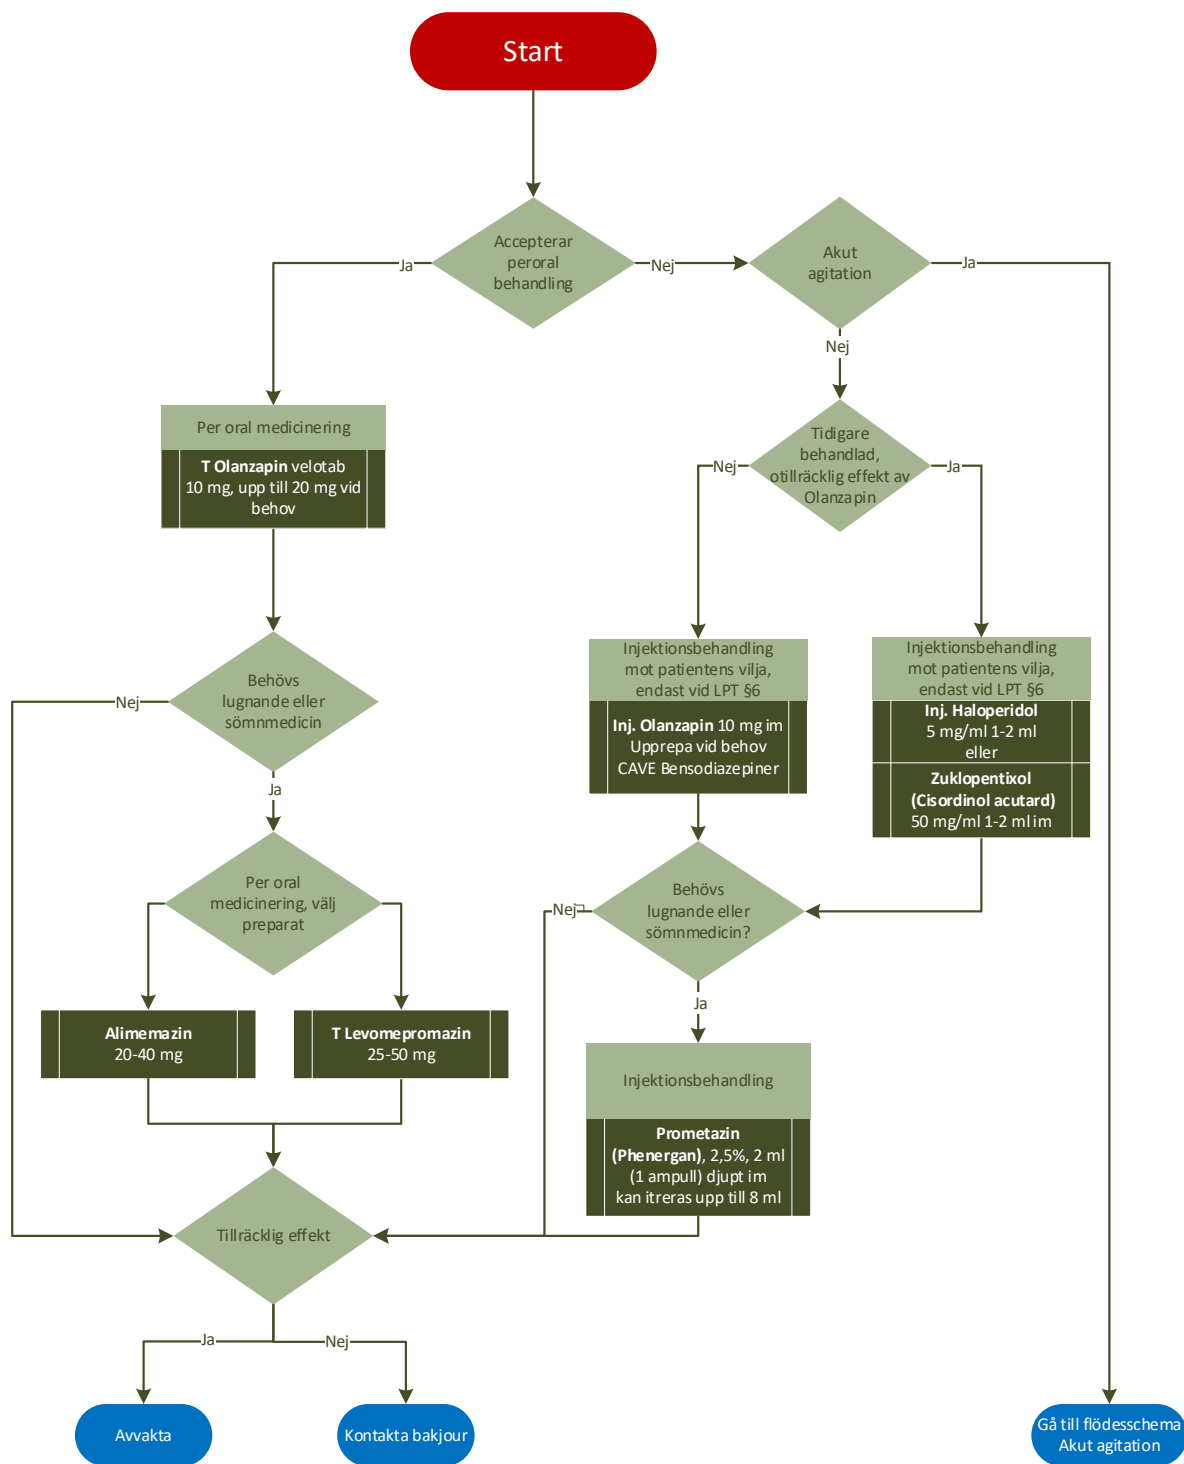 Start
Accepterar
peroral
behandling
Ja
Nej
Akut
agitation
Ja
Nej
Per oral medicinering
T Olanzapin velotab
10 mg, upp till 20 mg vid
behov
Tidigare
behandlad,
otillräcklig effekt av
Olanzapin
Nej
Ja
Behövs
lugnande eller
sömnmedicin
Nej
Ja
Injektionsbehandling
mot patientens vilja,
endast vid LPT §6
Inj. Olanzapin 10 mg im
Upprepa vid behov
CAVE Bensodiazepiner
Injektionsbehandling
mot patientens vilja,
endast vid LPT §6
Inj. Haloperidol
5 mg/ml 1-2 ml
eller
Zuklopentixol
(Cisordinol acutard)
50 mg/ml 1-2 ml im
Per oral
medicinering, välj
preparat
Behövs
lugnande eller
sömnmedicin?
Nej
Ja
Alimemazin
20-40 mg
T Levomepromazin
25-50 mg
Injektionsbehandling
Prometazin
(Phenergan), 2,5%, 2 ml
(1 ampull) djupt im
kan itreras upp till 8 ml
Tillräcklig effekt
Ja
Nej
Avvakta
Kontakta bakjour
Gå till flödesschema
Akut agitation